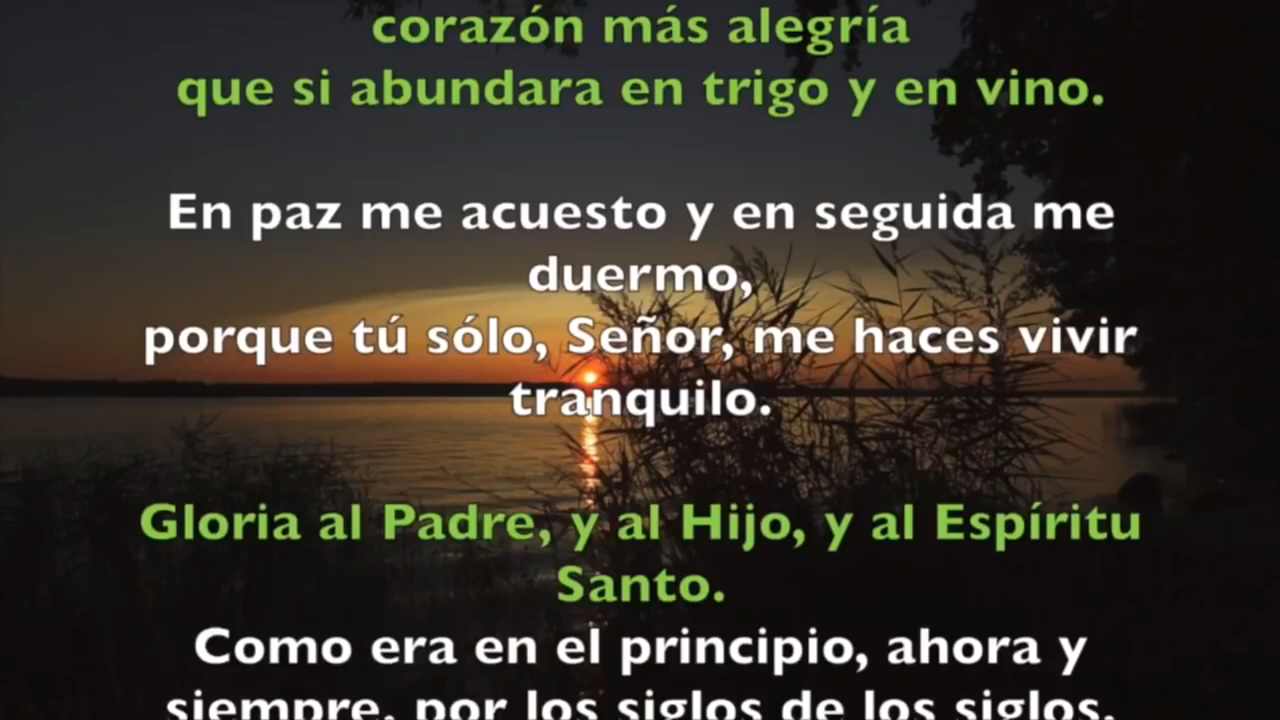 corazón más alegría
que si abundara en trigo y en vino.
En paz me acuesto y en seguida me
duermo,
porque tú sólo, Señor, me haces vivir
tranquilo.
Gloria al Padre, y al Hijo, y al Espíritu
Santo.
Como era en el principio, ahora y
siempre, por los siglos de los siglos.